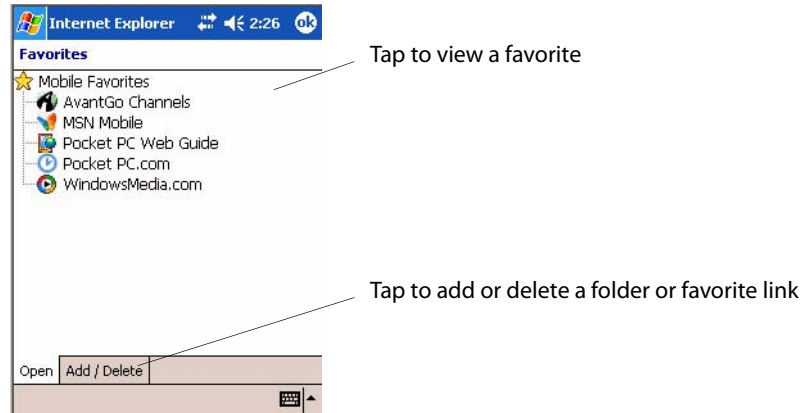 Internet Explorer 2:26 ok
Favorites
Tap to view a favorite
Mobile Favorites
AvantGo Channels
MSN Mobile
Pocket PC Web Guide
Pocket PC.com
WindowsMedia.com
Tap to add or delete a folder or favorite link
Open Add / Delete